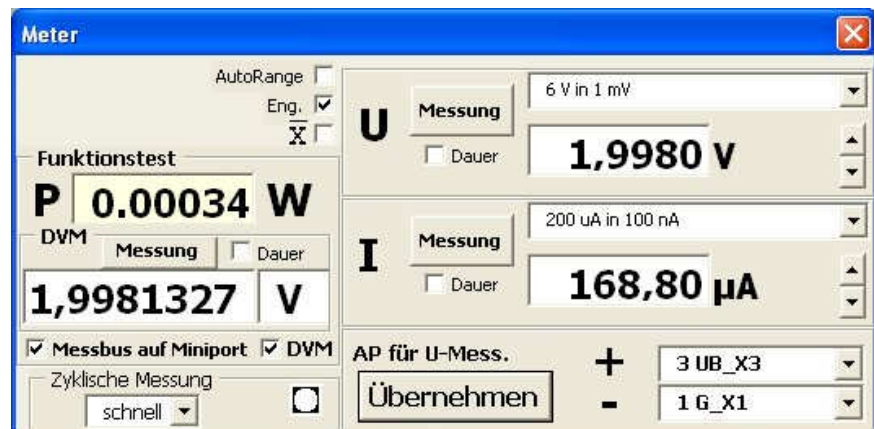 Meter
AutoRange
Eng.
X
Funktionstest
P 0.00034 W
DVM
Messung Dauer
1,9981327 V
Messbus auf Miniport DVM
Zyklische Messung
schnell
U Messung
Dauer
6 V in 1 mV
1,9980 V
I Messung
Dauer
200 uA in 100 nA
168,80 µA
AP für U-Mess.
Übernehmen
+ 3 UB_X3
- 1 G_X1